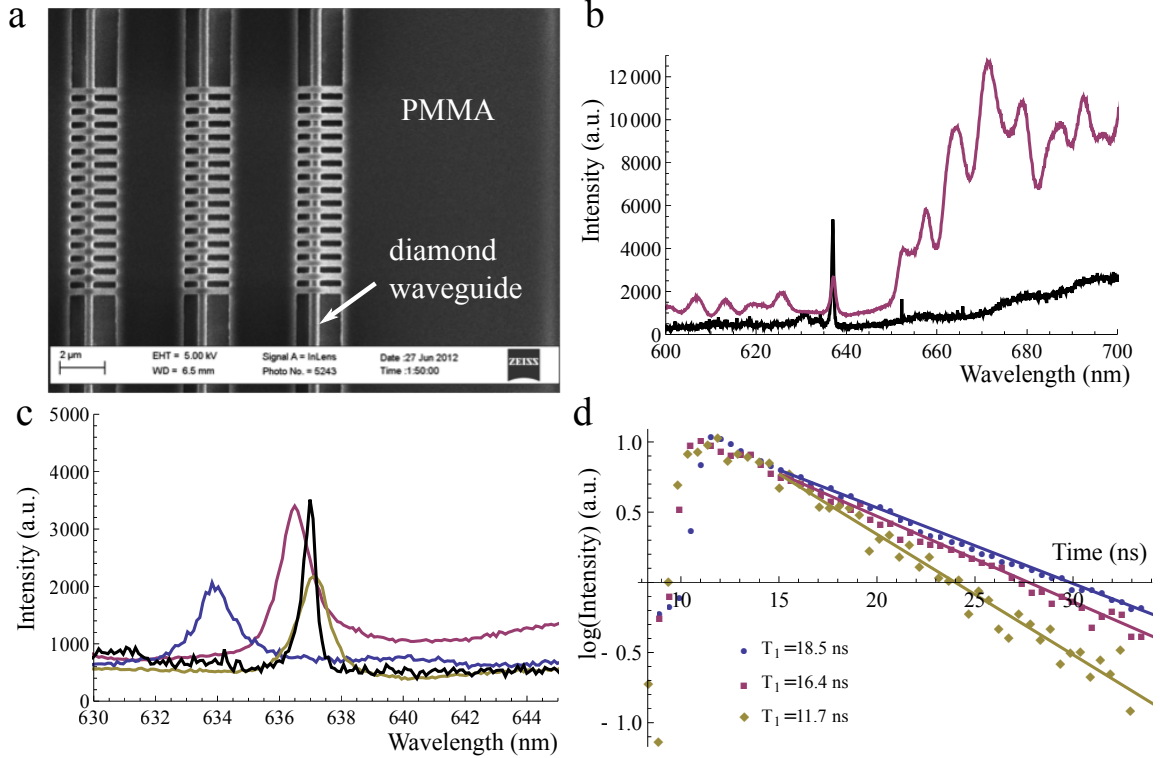 a
PMMA
diamond
waveguide
2 μm
EHT = 5.00 kV
WD = 6.5 mm
Signal A = InLens
Photo No. = 5243
Date :27 Jun 2012
Time :1:50:00
ZEISS
b
Intensity (a.u.)
12 000
10 000
8000
6000
4000
2000
0
600 620 640 660 680 700
Wavelength (nm)
c
Intensity (a.u.)
5000
4000
3000
2000
1000
0
630 632 634 636 638 640 642 644
Wavelength (nm)
d
log(Intensity) (a.u.)
1.0
0.5
- 0.5
- 1.0
Time (ns)
10 15 20 25 30
T1=18.5 ns
T1=16.4 ns
T1=11.7 ns